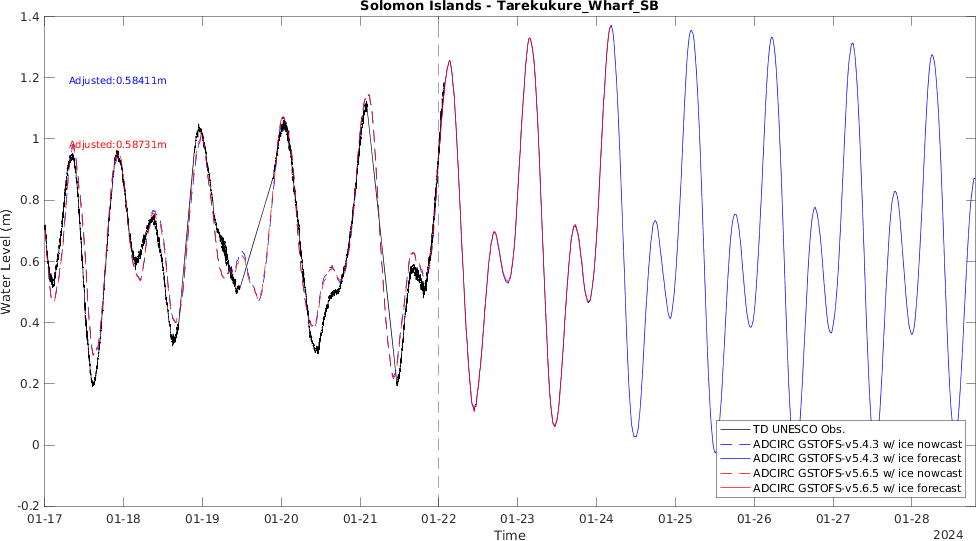 Solomon Islands - Tarekukure_Wharf_SB
1.4
1.2
1
0.8
0.6
0.4
0.2
0
-0.2
Water Level (m)
Adjusted:0.58411m
Adjusted:0.58731m
TD UNESCO Obs.
ADCIRC GSTOFS-v5.4.3 w/ ice nowcast
ADCIRC GSTOFS-v5.4.3 w/ ice forecast
ADCIRC GSTOFS-v5.6.5 w/ ice nowcast
ADCIRC GSTOFS-v5.6.5 w/ ice forecast
01-17 01-18 01-19 01-20 01-21 01-22 01-23 01-24 01-25 01-26 01-27 01-28
Time
2024